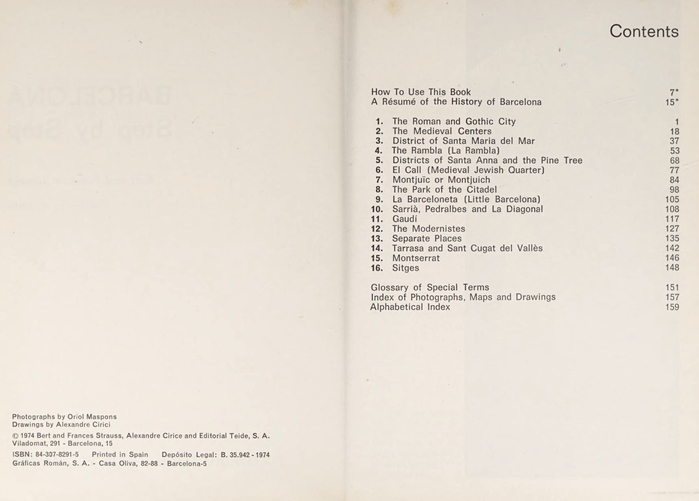 Photographs by Oriol Maspons
Drawings by Alexandre Cirici
© 1974 Bert and Frances Strauss, Alexandre Cirice and Editorial Teide, S. A.
Viladomat, 291 - Barcelona, 15
ISBN: 84-307-8291-5 Printed in Spain Depósito Legal: B. 35.942 - 1974
Gráficas Román, S. A. - Casa Oliva, 82-88 - Barcelona-5
Contents
How To Use This Book 7*
A Résumé of the History of Barcelona 15*
1. The Roman and Gothic City 1
2. The Medieval Centers 18
3. District of Santa Maria del Mar 37
4. The Rambla (La Rambla) 53
5. Districts of Santa Anna and the Pine Tree 68
6. El Call (Medieval Jewish Quarter) 77
7. Montjuïc or Montjuich 84
8. The Park of the Citadel 98
9. La Barceloneta (Little Barcelona) 105
10. Sarrià, Pedralbes and La Diagonal 108
11. Gaudí 117
12. The Modernistes 127
13. Separate Places 135
14. Tarrasa and Sant Cugat del Vallès 142
15. Montserrat 146
16. Sitges 148
Glossary of Special Terms 151
Index of Photographs, Maps and Drawings 157
Alphabetical Index 159